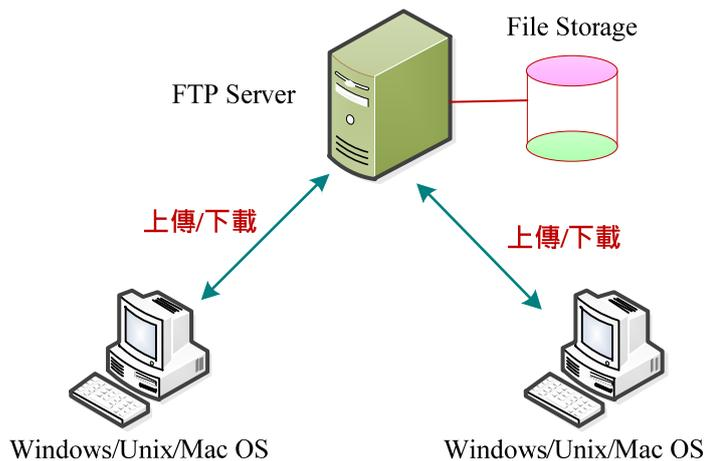 File Storage
FTP Server
上傳/下載
上傳/下載
Windows/Unix/Mac OS
Windows/Unix/Mac OS